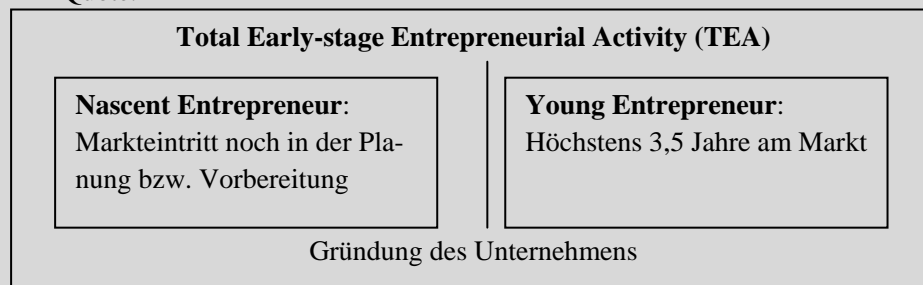 Total Early-stage Entrepreneurial Activity (TEA)
Nascent Entrepreneur:
Markteintritt noch in der Pla-
nung bzw. Vorbereitung
Young Entrepreneur:
Höchstens 3,5 Jahre am Markt
Gründung des Unternehmens